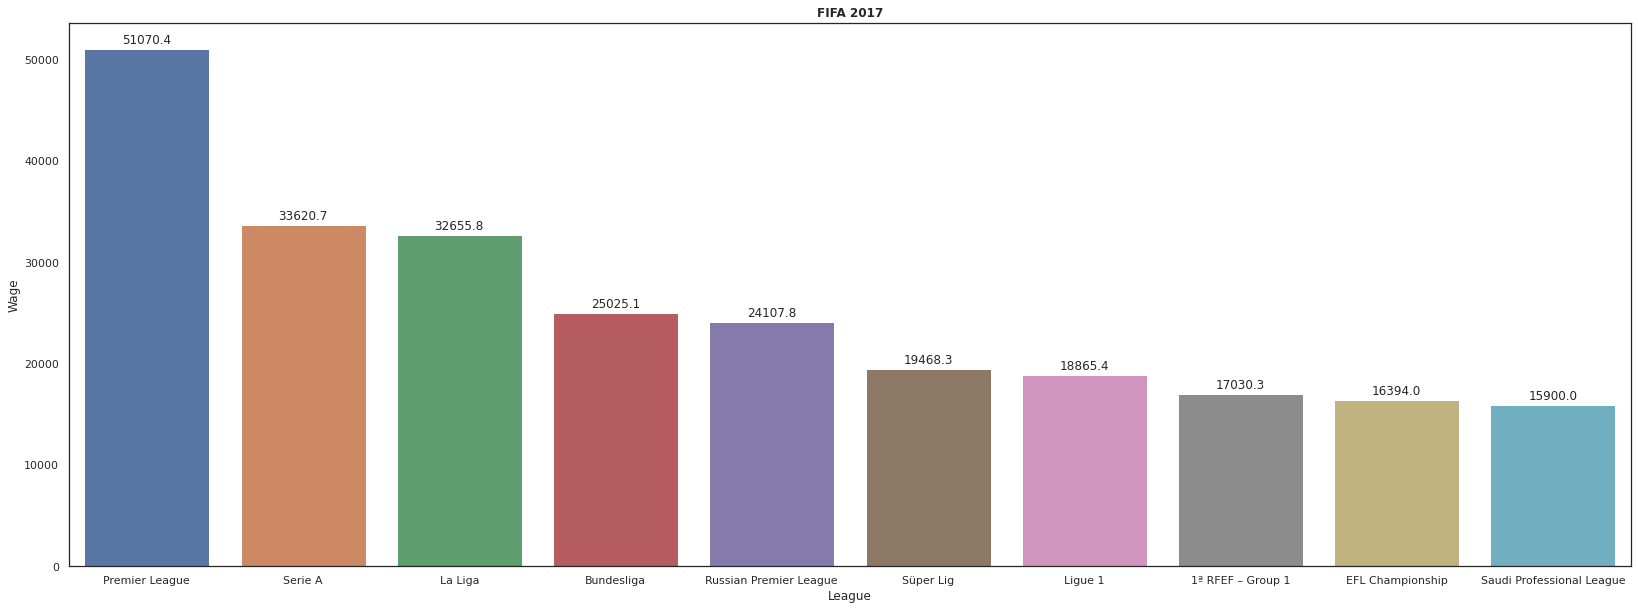 FIFA 2017
51070.4
50000
40000
33620.7
32655.8
30000
25025.1
24107.8
20000
19468.3
18865.4
17030.3
16394.0
15900.0
10000
0
Wage
Premier League
Serie A
La Liga
Bundesliga
Russian Premier League
Süper Lig
Ligue 1
1ª RFEF – Group 1
EFL Championship
Saudi Professional League
League